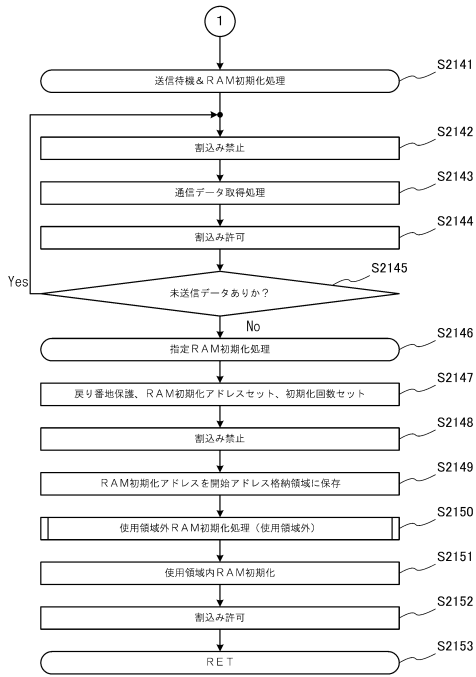 1
送信待機＆ＲＡＭ初期化処理
S2141
割込み禁止
S2142
通信データ取得処理
S2143
割込み許可
S2144
未送信データありか？
S2145
Yes
No
指定ＲＡＭ初期化処理
S2146
戻り番地保護、ＲＡＭ初期化アドレスセット、初期化回数セット
S2147
割込み禁止
S2148
ＲＡＭ初期化アドレスを開始アドレス格納領域に保存
S2149
使用領域外ＲＡＭ初期化処理（使用領域外）
S2150
使用領域内ＲＡＭ初期化
S2151
割込み許可
S2152
ＲＥＴ
S2153